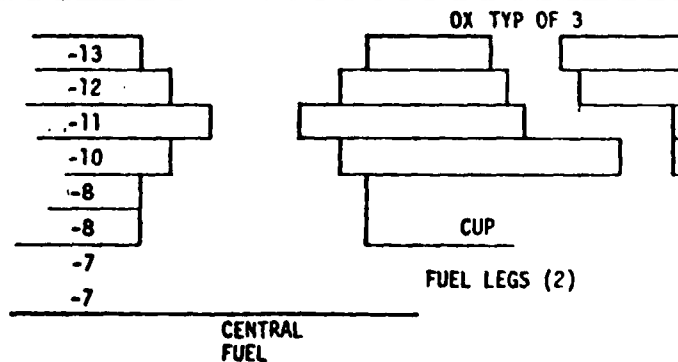 OX TYP OF 3
-13
-12
-11
-10
-8
-8
CUP
-7
FUEL LEGS (2)
-7
CENTRAL
FUEL